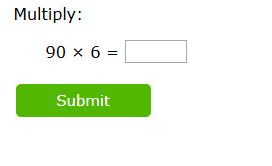 Multiply:
90 × 6 =
Submit